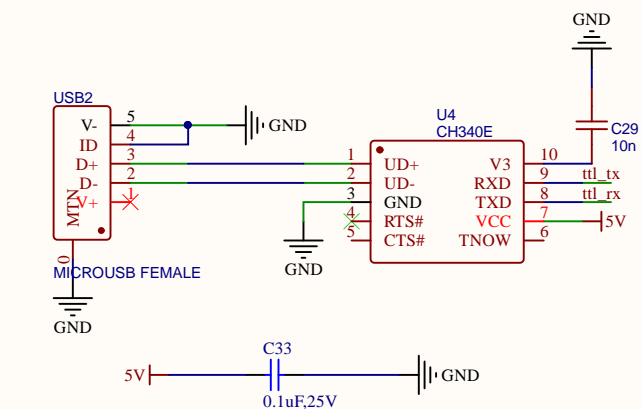 GND
USB2
V- 5
ID 4
D+ 3
D- 2
V+ 1
MTN
0
MICROUSB FEMALE
GND
GND
U4
CH340E
1 UD+
2 UD-
3 GND
4 RTS#
5 CTS#
V3 10
RXD 9
TXD 8
VCC 7
TNOW 6
C29
10n
ttl_tx
ttl_rx
5V
GND
5V
C33
0.1uF,25V
GND